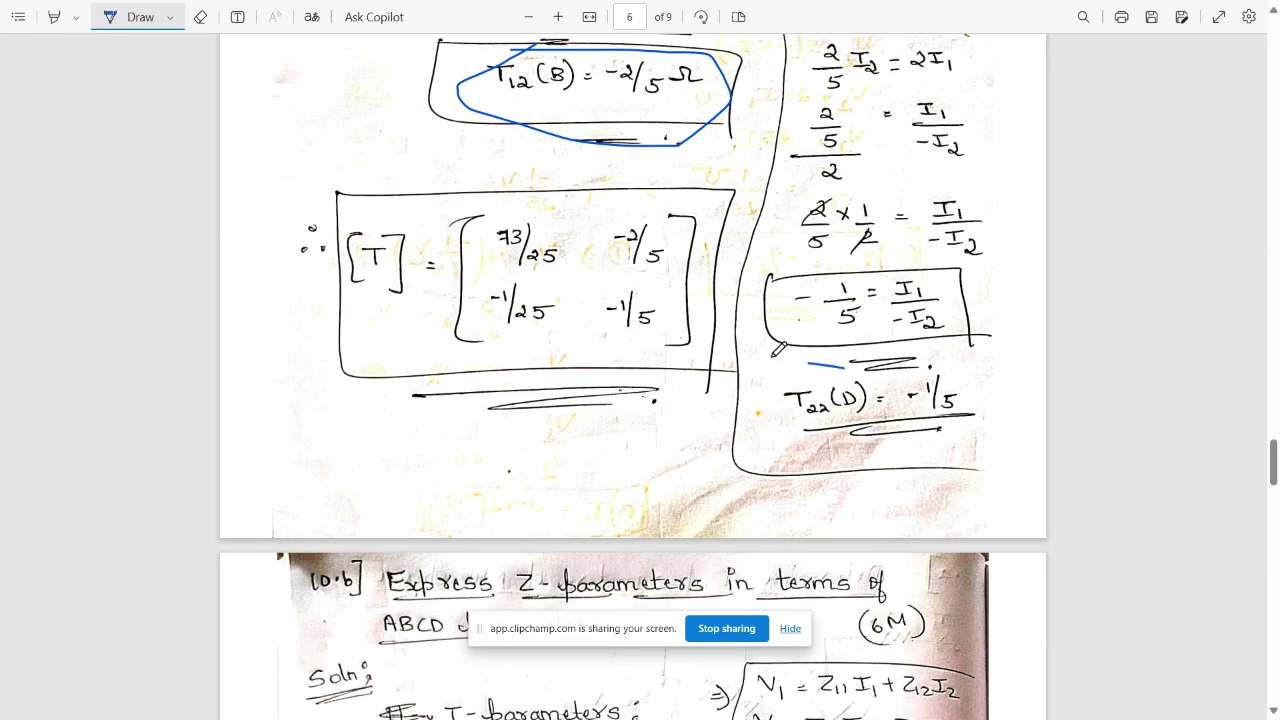 Draw
Ask Copilot
6 of 9
T12 (B) = -2/5 Ω
∴ [T] = [ 73/25 -2/5
-1/25 -1/5 ]
2/5 I2 = 2I1
2/5 / 2 = I1/-I2
2/5 × 1/2 = I1/-I2
- 1/5 = I1/-I2
T22 (D) = -1/5
10.b] Express Z-parameters in terms of
ABCD
(6M)
app.clipchamp.com is sharing your screen.
Stop sharing
Hide
Soln:
T-parameters:
⇒ V1 = Z11 I1 + Z12 I2